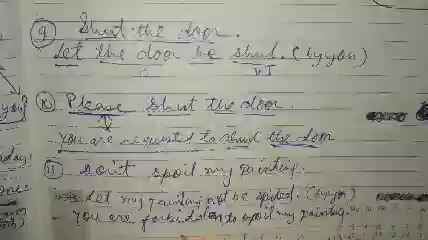 (9) Shut the door.
Let the door be shut. (by you)
V3
(10) Please shut the door.
You are requested to shut the door
(11) Don't spoil my painting.
Let my painting not be spoiled. (by you)
You are forbidden to spoil my painting.